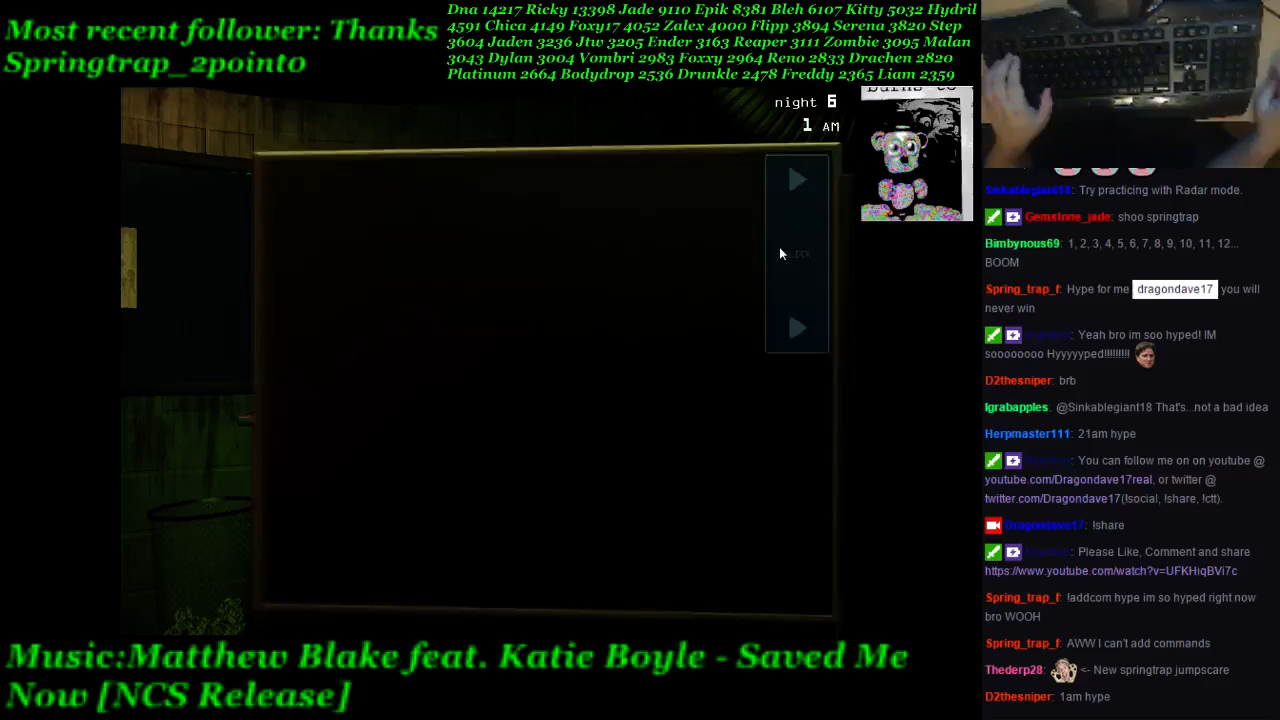 Most recent follower: Thanks
Springtrap_2point0
Dna 14217 Ricky 13398 Jade 9110 Epik 8381 Bleh 6107 Kitty 5032 Hydril
4591 Chica 4149 Foxy17 4052 Zalex 4000 Flipp 3894 Serena 3820 Step
3604 Jaden 3236 Jtw 3205 Ender 3163 Reaper 3111 Zombie 3095 Malan
3043 Dylan 3004 Vombri 2983 Foxxy 2964 Reno 2833 Drachen 2820
Platinum 2664 Bodydrop 2536 Drunkle 2478 Freddy 2365 Liam 2359
night 6
1 AM
Sinkablegiant18: Try practicing with Radar mode.
Gemstone_jade: shoo springtrap
Bimbynous69: 1, 2, 3, 4, 5, 6, 7, 8, 9, 10, 11, 12...
BOOM
Spring_trap_f: Hype for me dragondave17 you will
never win
Yeah bro im soo hyped! IM
sooooooo Hyyyyyped!!!!!!!!!
D2thesniper: brb
Igrabapples: @Sinkablegiant18 That's...not a bad idea
Herpmaster111: 21am hype
You can follow me on on youtube @
youtube.com/Dragondave17real, or twitter @
twitter.com/Dragondave17(!social, !share, !ctt).
Dragondave17: !share
Please Like, Comment and share
https://www.youtube.com/watch?v=UFKHiqBVi7c
Spring_trap_f: !addcom hype im so hyped right now
bro WOOH
Spring_trap_f: AWW I can't add commands
Thederp28: <- New springtrap jumpscare
D2thesniper: 1am hype
Music:Matthew Blake feat. Katie Boyle - Saved Me
Now [NCS Release]